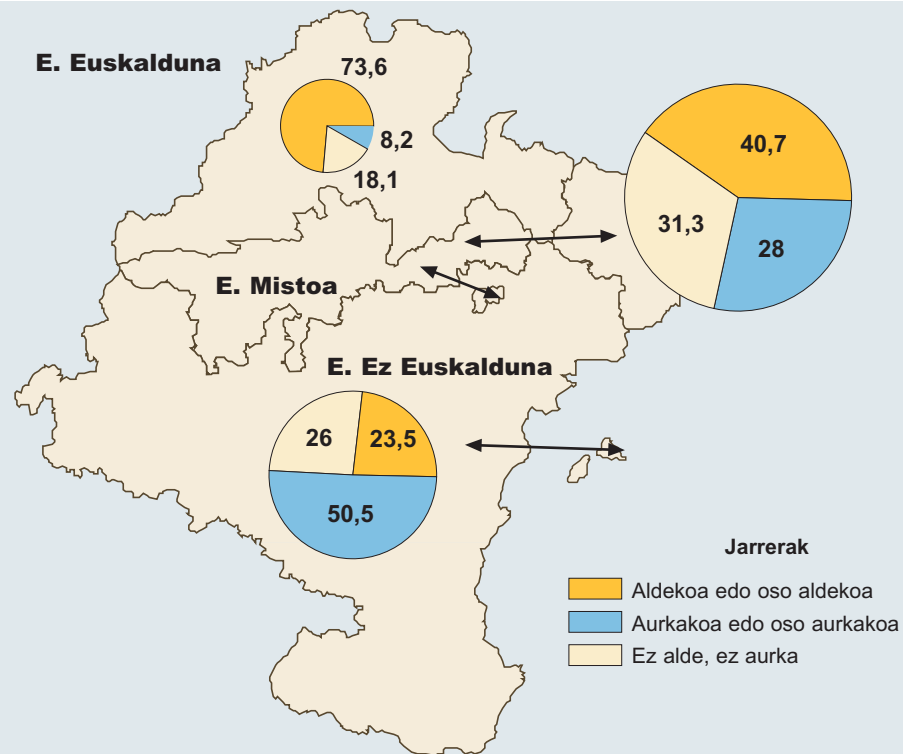 E. Euskalduna
73,6
8,2
18,1
40,7
31,3
28
E. Mistoa
E. Ez Euskalduna
26
23,5
50,5
Jarrerak
Aldekoa edo oso aldekoa
Aurkakoa edo oso aurkakoa
Ez alde, ez aurka